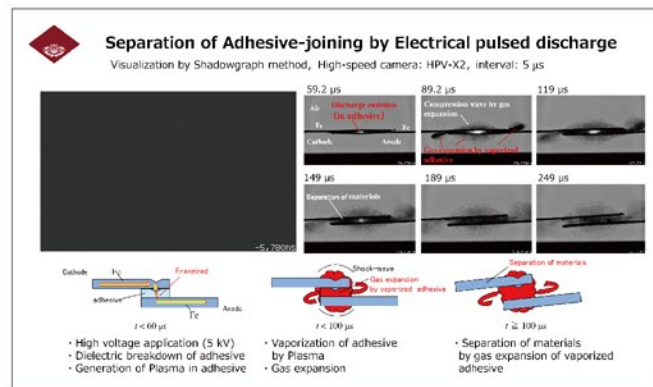 Separation of Adhesive-joining by Electrical pulsed discharge
Visualization by Shadowgraph method, High-speed camera: HPV-X2, interval: 5 μs
59.2 μs
89.2 μs
119 μs
Air
Discharge emission
(in adhesive)
Fe
Fe
Cathode
Anode
Compression wave by gas
expansion
Gas expansion by vaporized
adhesive
149 μs
189 μs
249 μs
Separation of materials
-5,780ns
Cathode
Fe
Energized
adhesive
Anode
Fe
t < 60 μs
Shock-wave
Gas expansion
by vaporized adhesive
t < 100 μs
Separation of materials
t ≧ 100 μs
・High voltage application (5 kV)
・Dielectric breakdown of adhesive
・Generation of Plasma in adhesive
・Vaporization of adhesive
by Plasma
・Gas expansion
・Separation of materials
by gas expansion of vaporized
adhesive